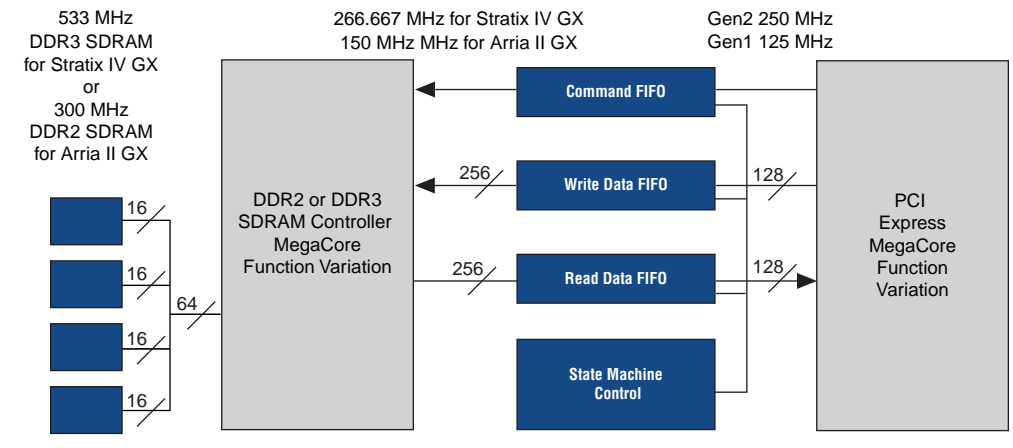 533 MHz
DDR3 SDRAM
for Stratix IV GX
or
300 MHz
DDR2 SDRAM
for Arria II GX
266.667 MHz for Stratix IV GX
150 MHz MHz for Arria II GX
Gen2 250 MHz
Gen1 125 MHz
16
16
16
16
64
DDR2 or DDR3
SDRAM Controller
MegaCore
Function Variation
256
256
Command FIFO
Write Data FIFO
Read Data FIFO
State Machine
Control
128
128
PCI
Express
MegaCore
Function
Variation